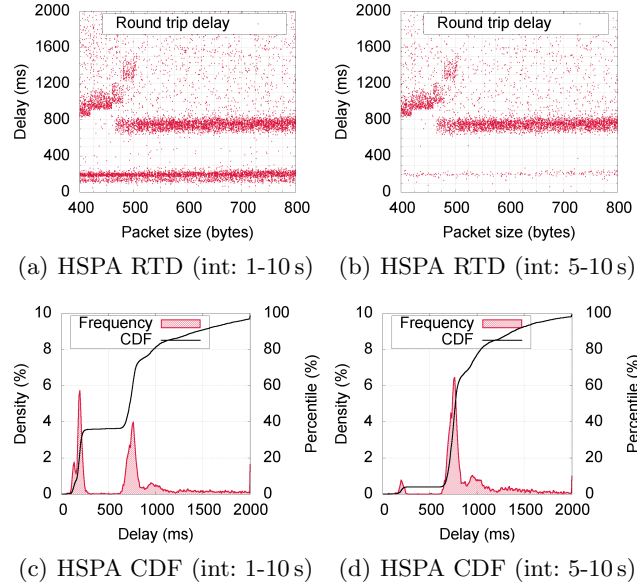 Round trip delay
Round trip delay
2000
1600
1200
800
400
0
2000
1600
1200
800
400
0
Delay (ms)
Delay (ms)
400 500 600 700 800
400 500 600 700 800
Packet size (bytes)
Packet size (bytes)
(a) HSPA RTD (int: 1-10 s)
(b) HSPA RTD (int: 5-10 s)
10
8
6
4
2
0
100
80
60
40
20
0
Density (%)
Percentile (%)
Frequency
CDF
0 500 1000 1500 2000
Delay (ms)
10
8
6
4
2
0
100
80
60
40
20
0
Density (%)
Percentile (%)
Frequency
CDF
0 500 1000 1500 2000
Delay (ms)
(c) HSPA CDF (int: 1-10 s)
(d) HSPA CDF (int: 5-10 s)